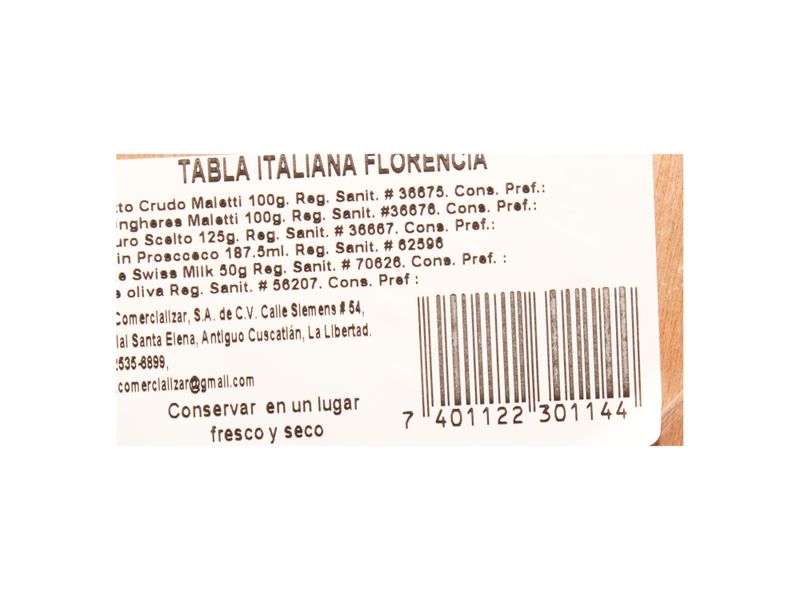 TABLA ITALIANA FLORENCIA
tto Crudo Maletti 100g. Reg. Sanit. # 36675. Cons. Pref.:
ungheres Maletti 100g. Reg. Sanit. #36676. Cons. Pref.:
uro Scelto 125g. Reg. Sanit. # 36667. Cons. Pref.:
in Proscoeco 187.5ml. Reg. Sanit. # 62596
e Swiss Milk 50g Reg. Sanit. # 70626. Cons. Pref. :
e oliva Reg. Sanit. # 56207. Cons. Pref :
Comercializar, S.A. de C.V. Calle Siemens # 54,
ial Santa Elena, Antiguo Cuscatlán, La Libertad.
2535-8899,
comercializar@gmail.com
Conservar en un lugar
fresco y seco
7 401122 301144